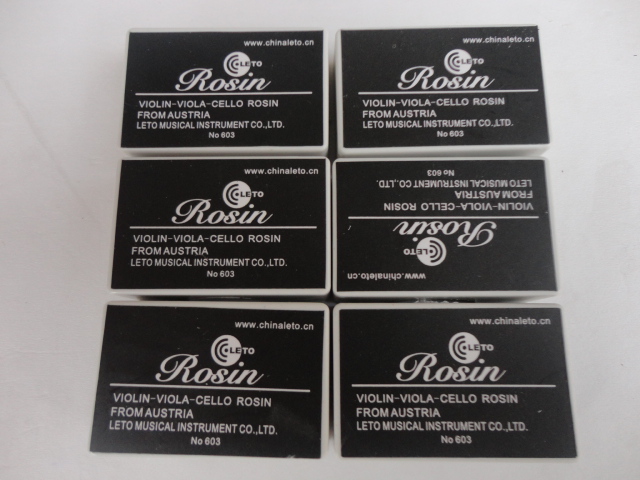 www.chinaleto.cn
LETO
Rosin
VIOLIN-VIOLA-CELLO ROSIN
FROM AUSTRIA
LETO MUSICAL INSTRUMENT CO.,LTD.
No 603
www.chinaleto.cn
LETO
Rosin
VIOLIN-VIOLA-CELLO ROSIN
FROM AUSTRIA
LETO MUSICAL INSTRUMENT CO.,LTD.
No 603
www.chinaleto.cn
LETO
Rosin
VIOLIN-VIOLA-CELLO ROSIN
FROM AUSTRIA
LETO MUSICAL INSTRUMENT CO.,LTD.
No 603
www.chinaleto.cn
LETO
Rosin
VIOLIN-VIOLA-CELLO ROSIN
FROM AUSTRIA
LETO MUSICAL INSTRUMENT CO.,LTD.
No 603
www.chinaleto.cn
LETO
Rosin
VIOLIN-VIOLA-CELLO ROSIN
FROM AUSTRIA
LETO MUSICAL INSTRUMENT CO.,LTD.
No 603
www.chinaleto.cn
LETO
Rosin
VIOLIN-VIOLA-CELLO ROSIN
FROM AUSTRIA
LETO MUSICAL INSTRUMENT CO.,LTD.
No 603